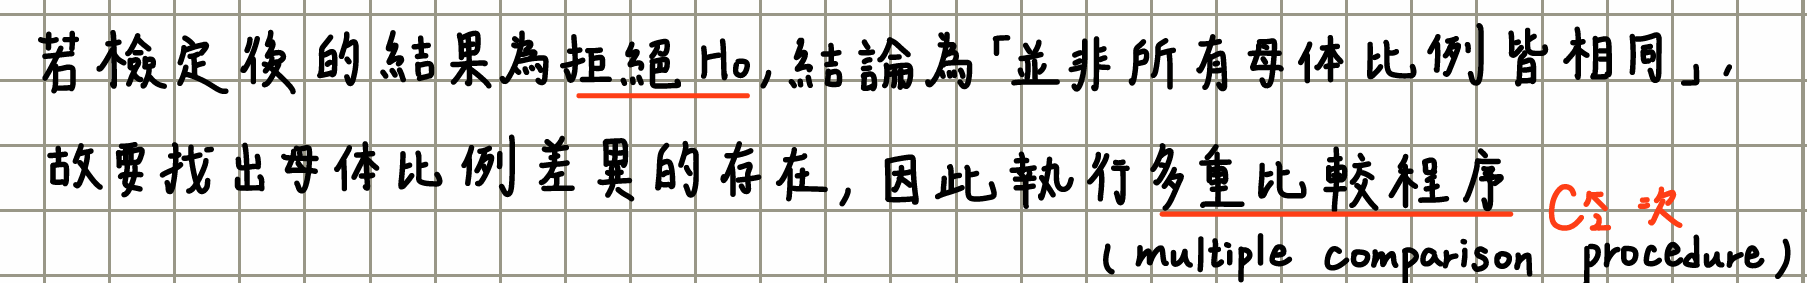 若檢定後的結果為拒絕 H₀,結論為「並非所有母体比例皆相同」,
故要找出母体比例差異的存在,因此執行多重比較程序 C₂ᵏ 次
( multiple comparison procedure )